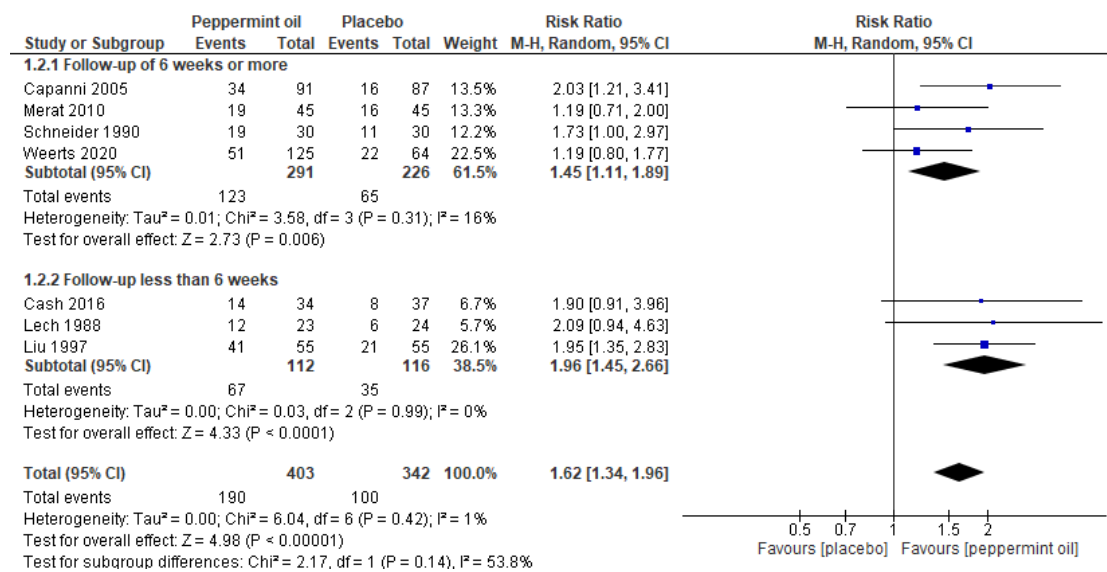 Peppermint oil Placebo Risk Ratio Risk Ratio
Study or Subgroup Events Total Events Total Weight M-H, Random, 95% CI M-H, Random, 95% CI
1.2.1 Follow-up of 6 weeks or more
Capanni 2005 34 91 16 87 13.5% 2.03 [1.21, 3.41]
Merat 2010 19 45 16 45 13.3% 1.19 [0.71, 2.00]
Schneider 1990 19 30 11 30 12.2% 1.73 [1.00, 2.97]
Weerts 2020 51 125 22 64 22.5% 1.19 [0.80, 1.77]
Subtotal (95% CI) 291 226 61.5% 1.45 [1.11, 1.89]
Total events 123 65
Heterogeneity: Tau² = 0.01; Chi² = 3.58, df = 3 (P = 0.31); I² = 16%
Test for overall effect: Z = 2.73 (P = 0.006)
1.2.2 Follow-up less than 6 weeks
Cash 2016 14 34 8 37 6.7% 1.90 [0.91, 3.96]
Lech 1988 12 23 6 24 5.7% 2.09 [0.94, 4.63]
Liu 1997 41 55 21 55 26.1% 1.95 [1.35, 2.83]
Subtotal (95% CI) 112 116 38.5% 1.96 [1.45, 2.66]
Total events 67 35
Heterogeneity: Tau² = 0.00; Chi² = 0.03, df = 2 (P = 0.99); I² = 0%
Test for overall effect: Z = 4.33 (P < 0.0001)
Total (95% CI) 403 342 100.0% 1.62 [1.34, 1.96]
Total events 190 100
Heterogeneity: Tau² = 0.00; Chi² = 6.04, df = 6 (P = 0.42); I² = 1%
Test for overall effect: Z = 4.98 (P < 0.00001)
Test for subgroup differences: Chi² = 2.17, df = 1 (P = 0.14), I² = 53.8%
0.5 0.7 1 1.5 2
Favours [placebo] Favours [peppermint oil]